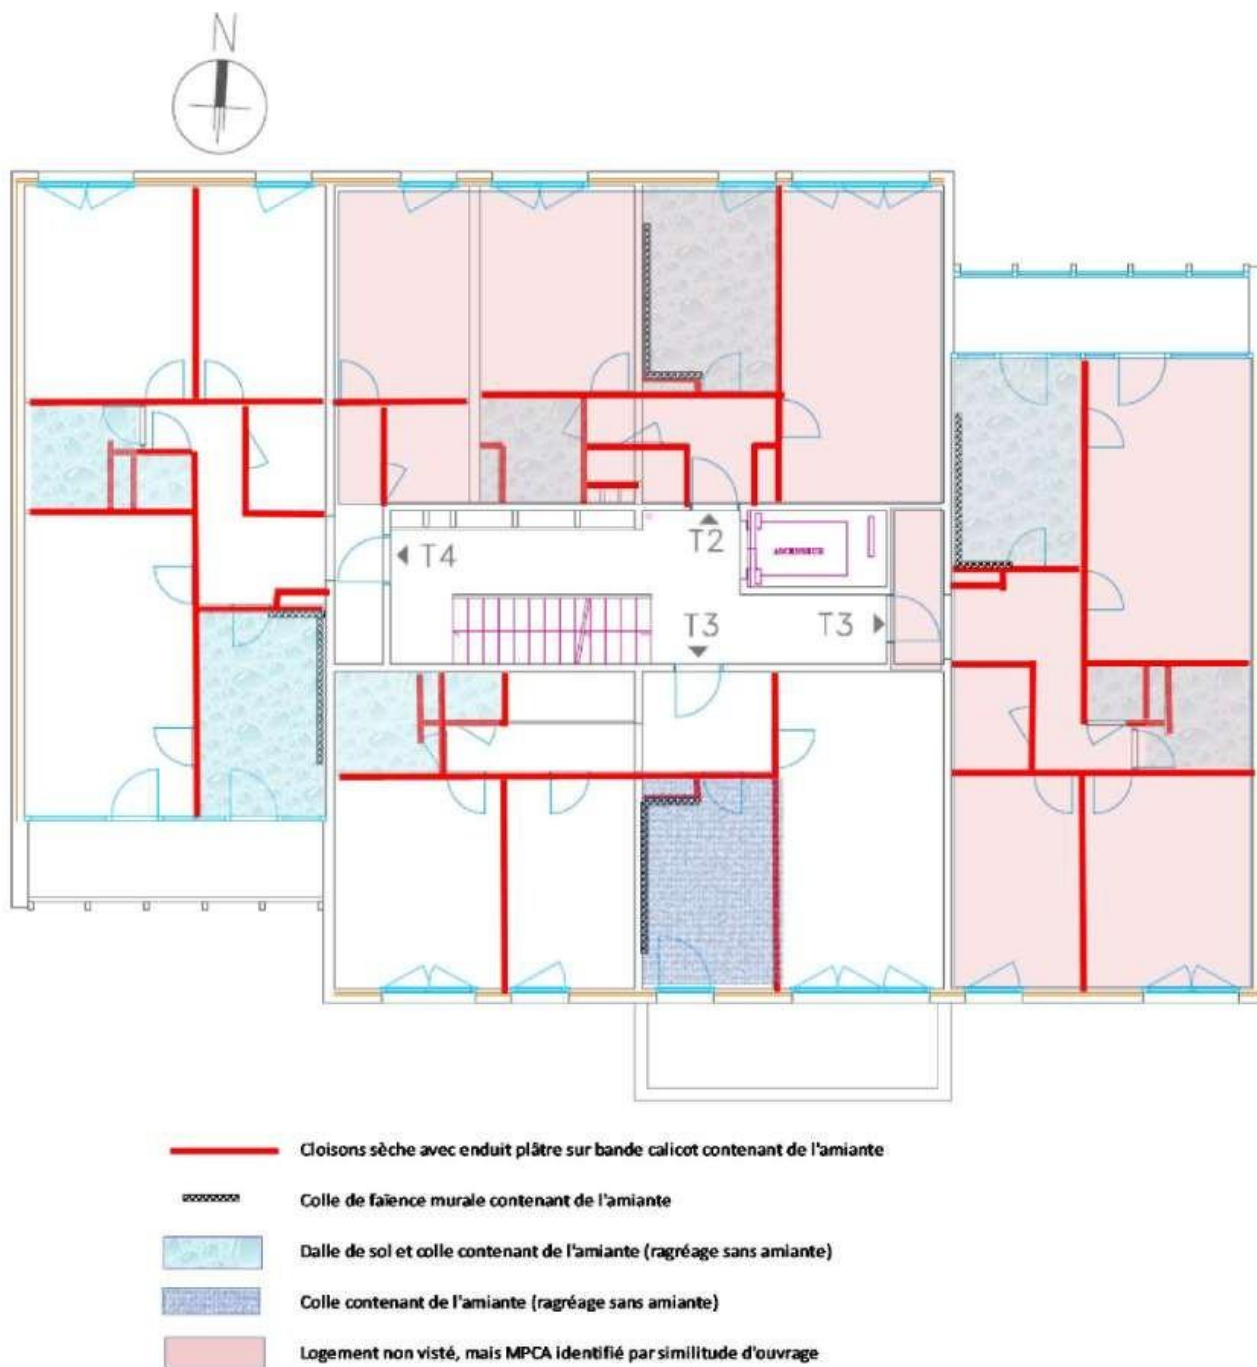 N
T4
T2
ASCENSEUR
T3
T3
Cloisons sèche avec enduit plâtre sur bande calicot contenant de l'amiante
Colle de faïence murale contenant de l'amiante
Dalle de sol et colle contenant de l'amiante (ragréage sans amiante)
Colle contenant de l'amiante (ragréage sans amiante)
Logement non visté, mais MPCA identifié par similitude d'ouvrage